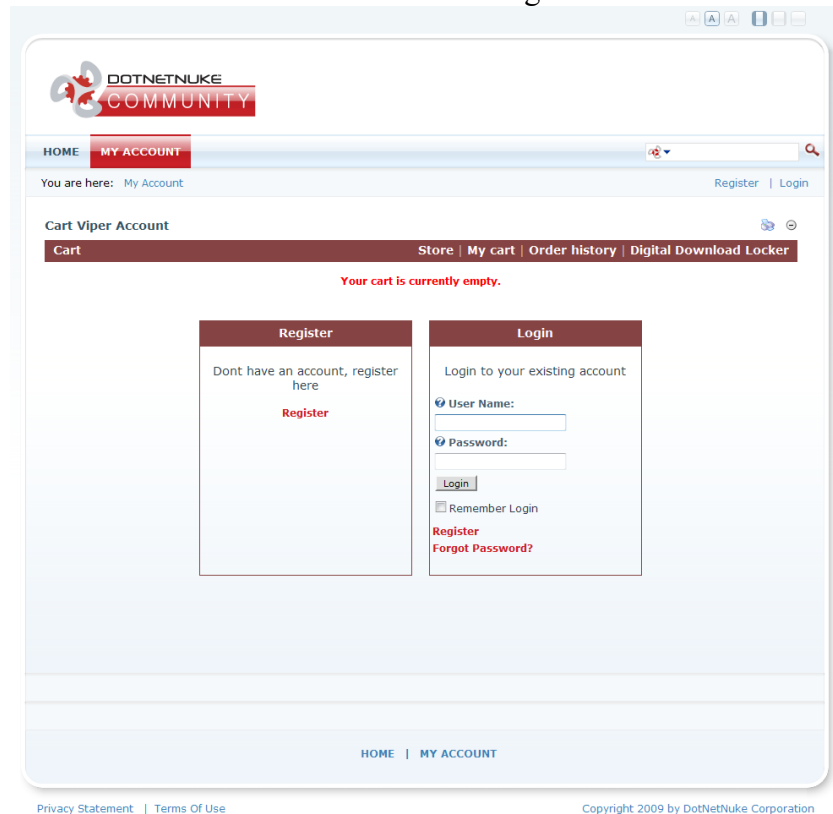 A A A
DOTNETNUKE
COMMUNITY
HOME MY ACCOUNT
You are here: My Account Register | Login
Cart Viper Account
Cart Store | My cart | Order history | Digital Download Locker
Your cart is currently empty.
Register
Dont have an account, register
here
Register
Login
Login to your existing account
User Name:
Password:
Login
Remember Login
Register
Forgot Password?
HOME | MY ACCOUNT
Privacy Statement | Terms Of Use Copyright 2009 by DotNetNuke Corporation